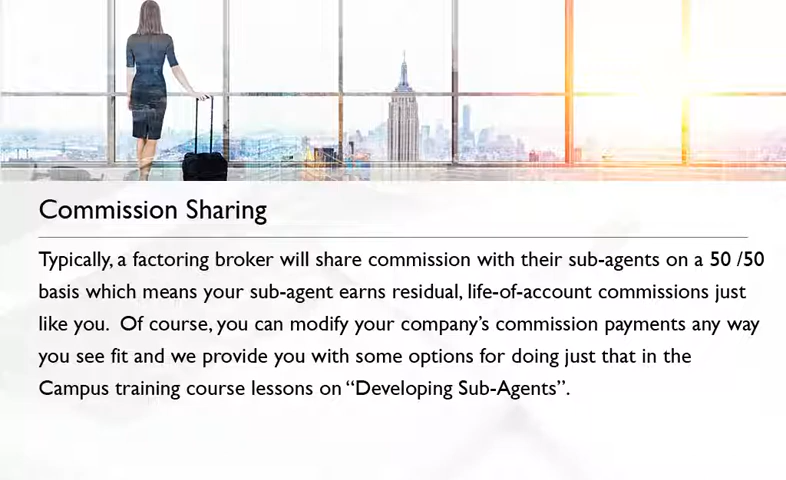 Commission Sharing
Typically, a factoring broker will share commission with their sub-agents on a 50 /50
basis which means your sub-agent earns residual, life-of-account commissions just
like you.  Of course, you can modify your company’s commission payments any way
you see fit and we provide you with some options for doing just that in the
Campus training course lessons on “Developing Sub-Agents”.